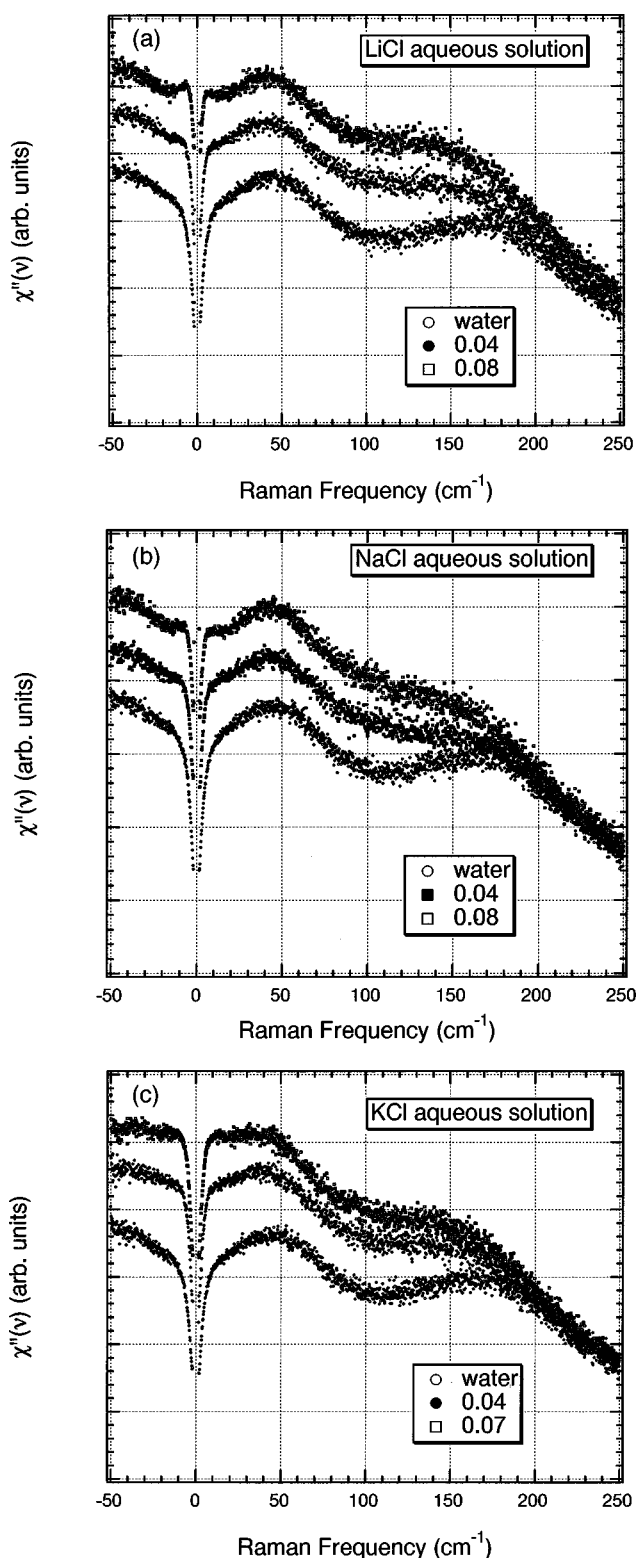 (a)
LiCl aqueous solution
χ"(ν) (arb. units)
water
0.04
0.08
-50 0 50 100 150 200 250
Raman Frequency (cm-1)
(b)
NaCl aqueous solution
χ"(ν) (arb. units)
water
0.04
0.08
-50 0 50 100 150 200 250
Raman Frequency (cm-1)
(c)
KCl aqueous solution
χ"(ν) (arb. units)
water
0.04
0.07
-50 0 50 100 150 200 250
Raman Frequency (cm-1)